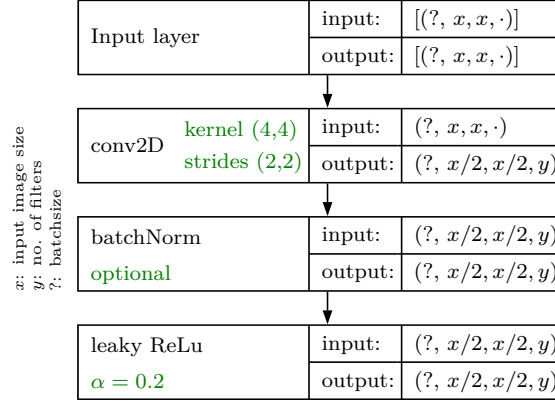 Input layer
input: [(?, x, x, ·)]
output: [(?, x, x, ·)]
conv2D
kernel (4,4)
strides (2,2)
input: (?, x, x, ·)
output: (?, x/2, x/2, y)
batchNorm
optional
input: (?, x/2, x/2, y)
output: (?, x/2, x/2, y)
leaky ReLu
α = 0.2
input: (?, x/2, x/2, y)
output: (?, x/2, x/2, y)
x: input image size
y: no. of filters
?: batchsize